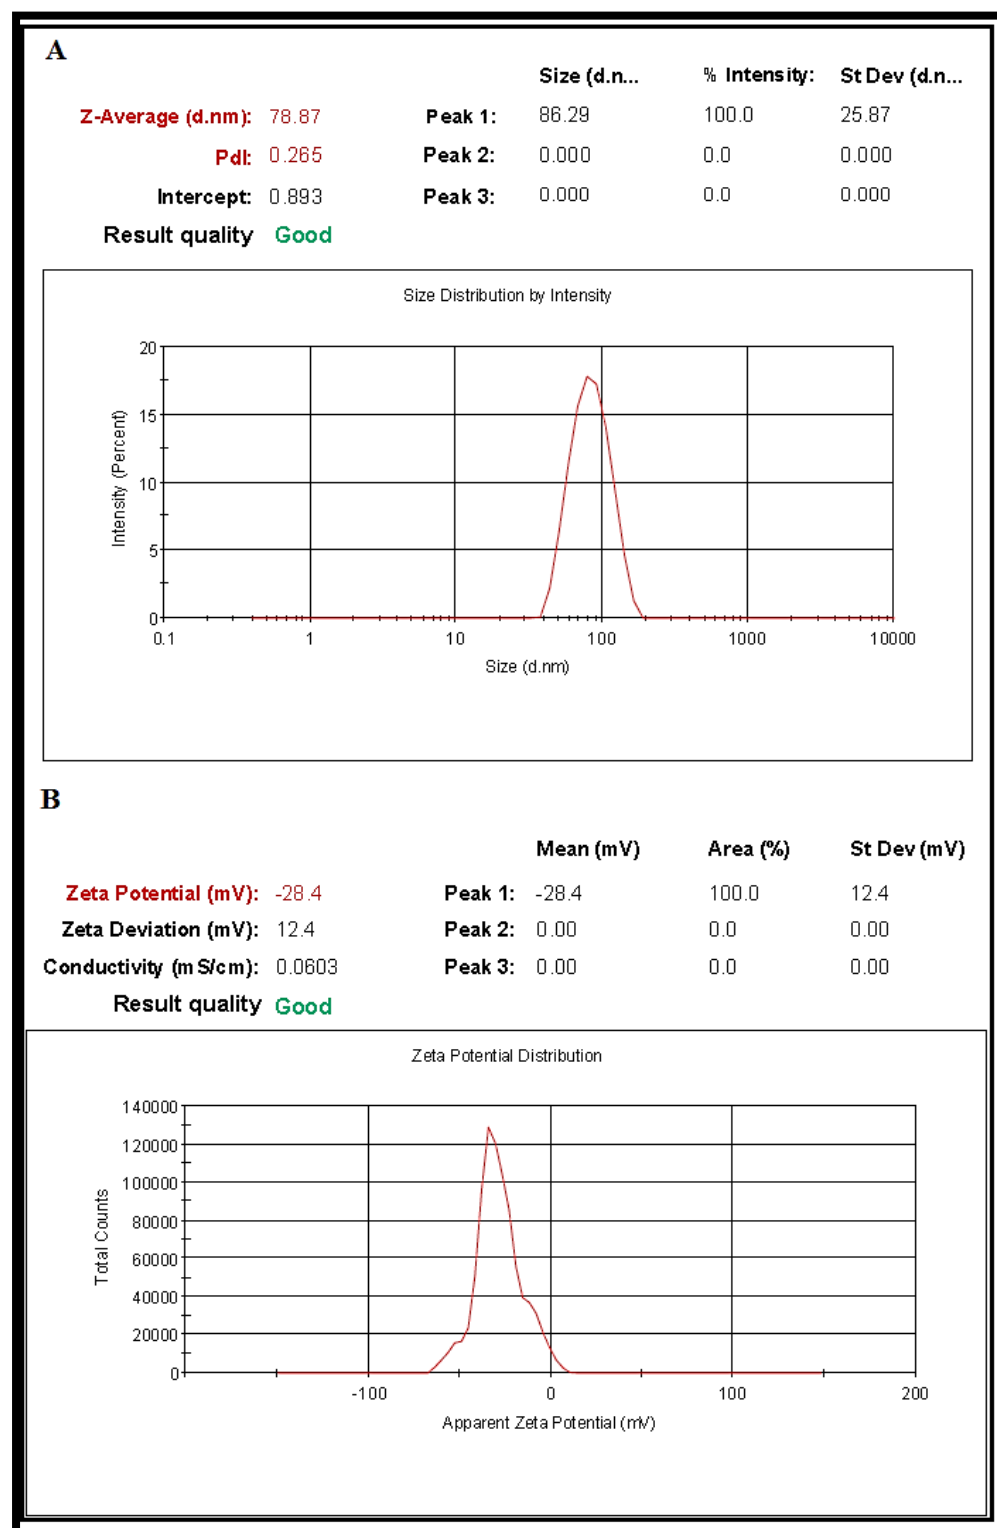 A
Size (d.n... % Intensity: St Dev (d.n...
Z-Average (d.nm): 78.87 Peak 1: 86.29 100.0 25.87
PdI: 0.265 Peak 2: 0.000 0.0 0.000
Intercept: 0.893 Peak 3: 0.000 0.0 0.000
Result quality Good
Size Distribution by Intensity
20
15
10
5
0
Intensity (Percent)
0.1 1 10 100 1000 10000
Size (d.nm)
B
Mean (mV) Area (%) St Dev (mV)
Zeta Potential (mV): -28.4 Peak 1: -28.4 100.0 12.4
Zeta Deviation (mV): 12.4 Peak 2: 0.00 0.0 0.00
Conductivity (mS/cm): 0.0603 Peak 3: 0.00 0.0 0.00
Result quality Good
Zeta Potential Distribution
140000
120000
100000
80000
60000
40000
20000
0
Total Counts
-100 0 100 200
Apparent Zeta Potential (mV)